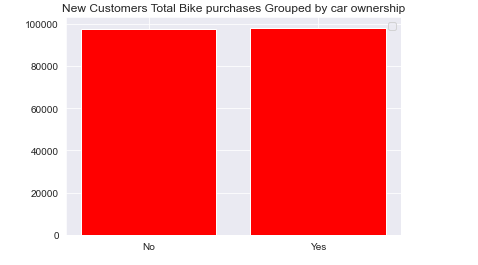 New Customers Total Bike purchases Grouped by car ownership
100000
80000
60000
40000
20000
0
No
Yes